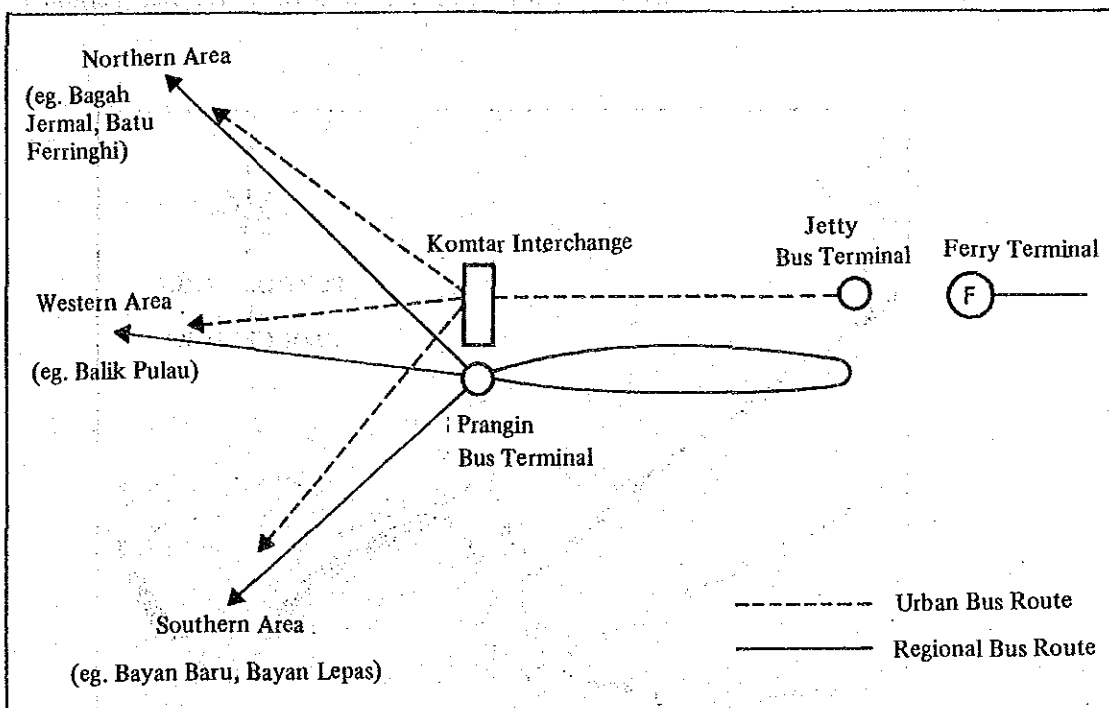 Northern Area
(eg. Bagah
Jermal, Batu
Ferringhi)
Komtar Interchange
Jetty
Bus Terminal
Ferry Terminal
F
Western Area
(eg. Balik Pulau)
Prangin
Bus Terminal
Southern Area
(eg. Bayan Baru, Bayan Lepas)
Urban Bus Route
Regional Bus Route